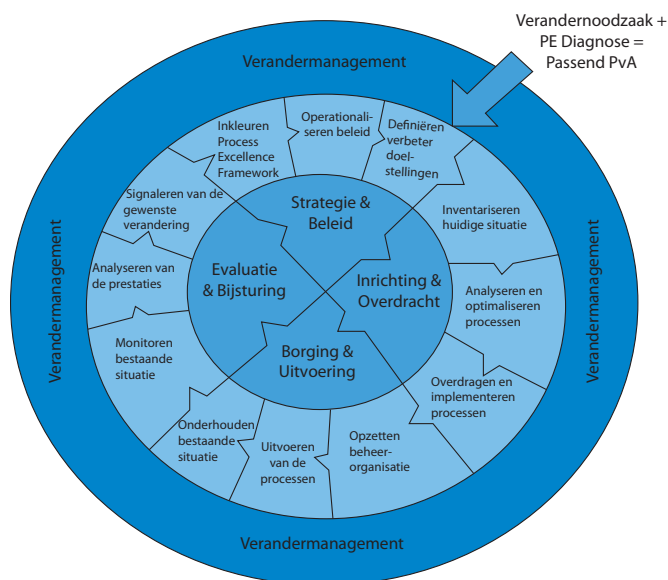 Verandernoodzaak +
PE Diagnose =
Passend PvA
Verandermanagement
Operationali-
seren beleid
Definiëren
verbeter
doel-
stellingen
Inventariseren
huidige situatie
Analyseren en
optimaliseren
processen
Overdragen en
implementeren
processen
Opzetten
beheer-
organisatie
Uitvoeren
van de
processen
Onderhouden
bestaande
situatie
Monitoren
bestaande
situatie
Analyseren van
de prestaties
Signaleren van de
gewenste
verandering
Inkleuren
Process
Excellence
Framework
Strategie &
Beleid
Inrichting &
Overdracht
Borging &
Uitvoering
Evaluatie
& Bijsturing
Verandermanagement
Verandermanagement
Verandermanagement